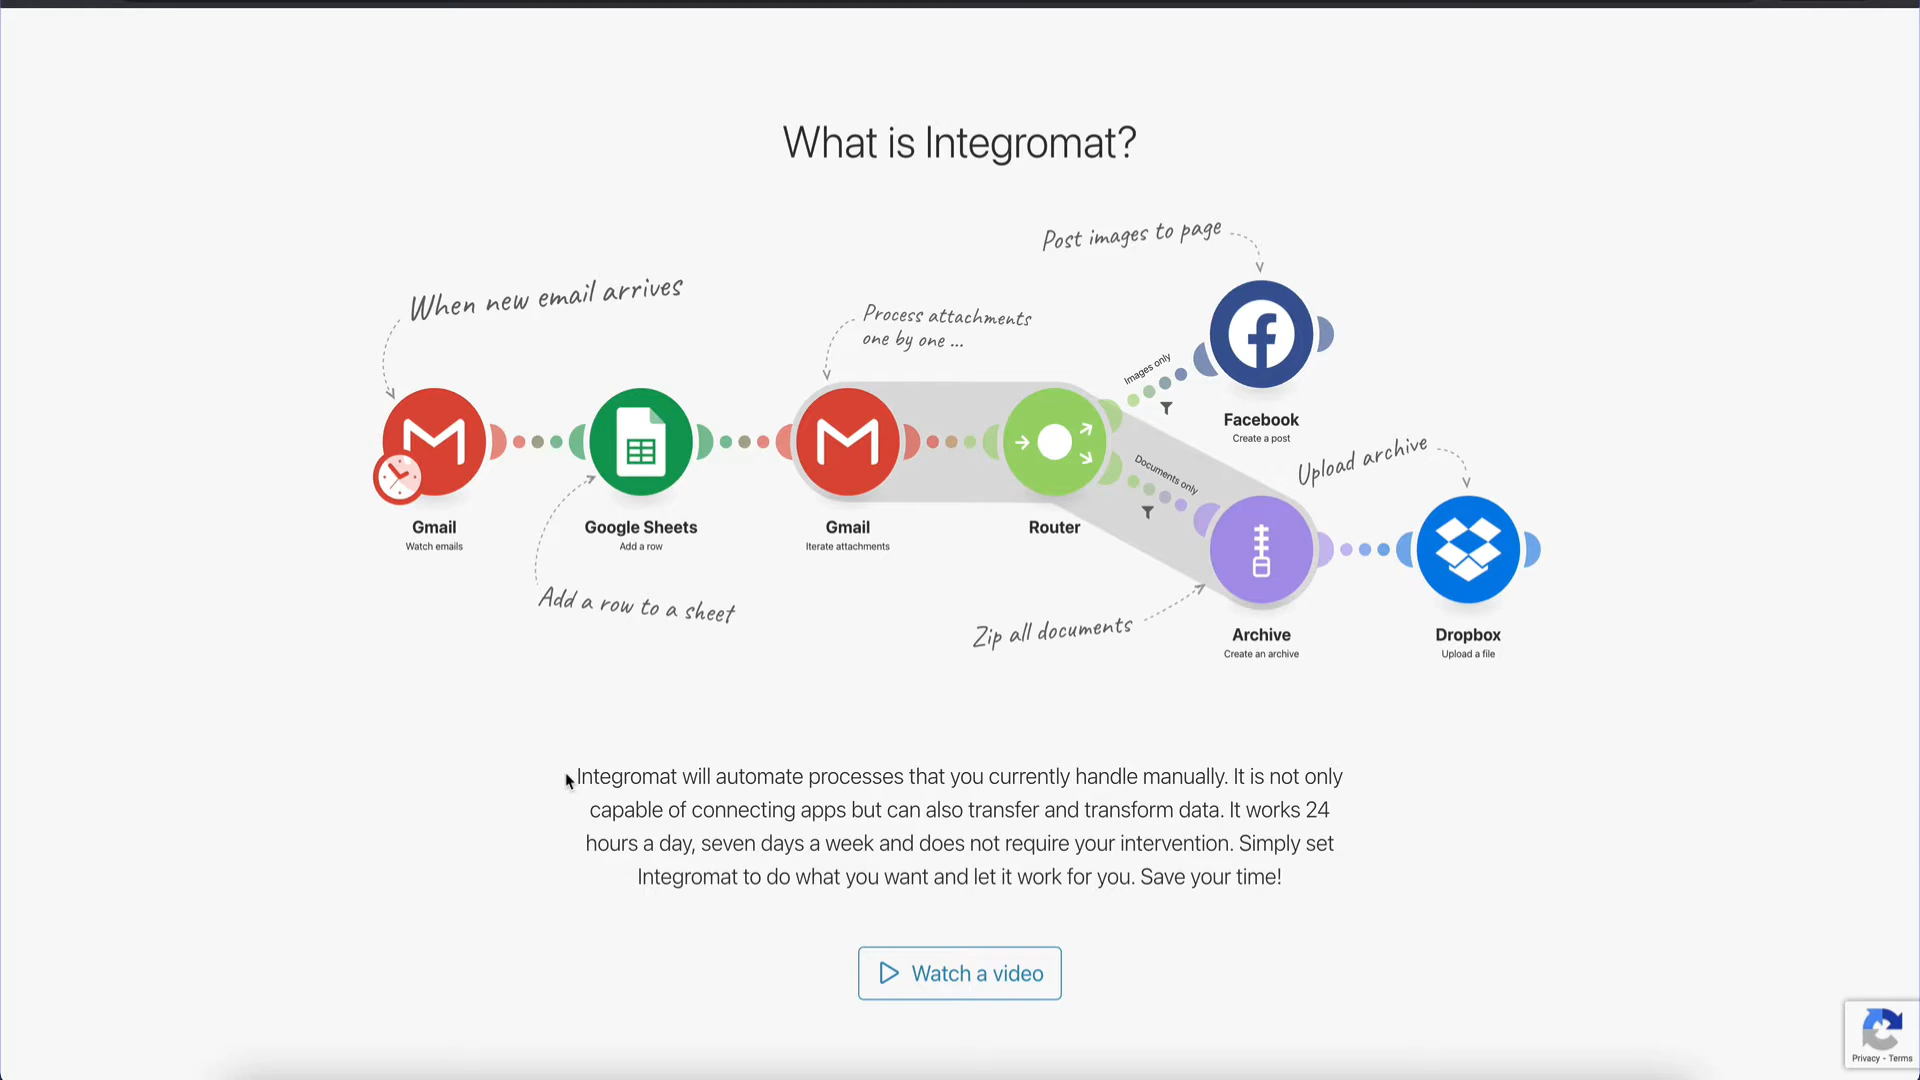 What is Integromat?
Post images to page
When new email arrives
Process attachments
one by one ...
Images only
Facebook
Create a post
Upload archive
Documents only
Gmail
Watch emails
Google Sheets
Add a row
Gmail
Iterate attachments
Router
Add a row to a sheet
Zip all documents
Archive
Create an archive
Dropbox
Upload a file
Integromat will automate processes that you currently handle manually. It is not only
capable of connecting apps but can also transfer and transform data. It works 24
hours a day, seven days a week and does not require your intervention. Simply set
Integromat to do what you want and let it work for you. Save your time!
Watch a video
Privacy - Terms